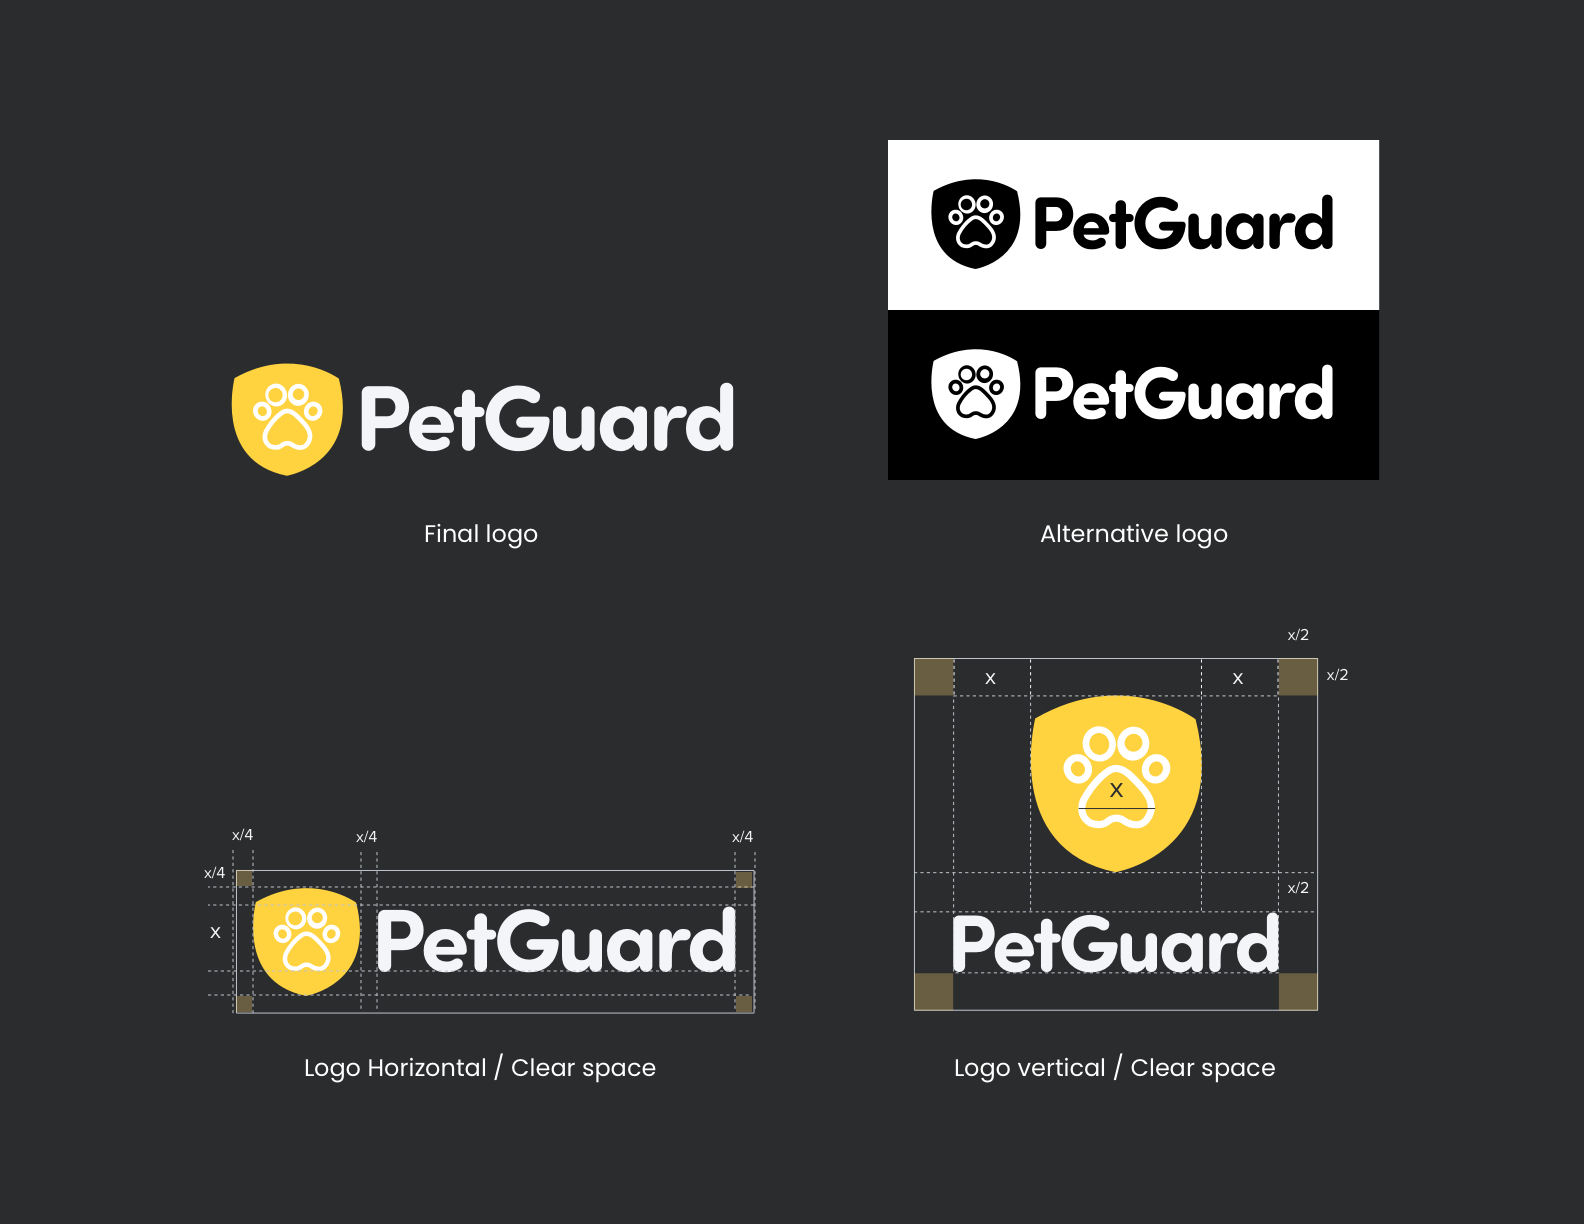 PetGuard
Final logo
PetGuard
PetGuard
Alternative logo
x/4
x/4
x/4
x/4
x
PetGuard
Logo Horizontal / Clear space
x/2
x/2
x
x
x
x/2
PetGuard
Logo vertical / Clear space